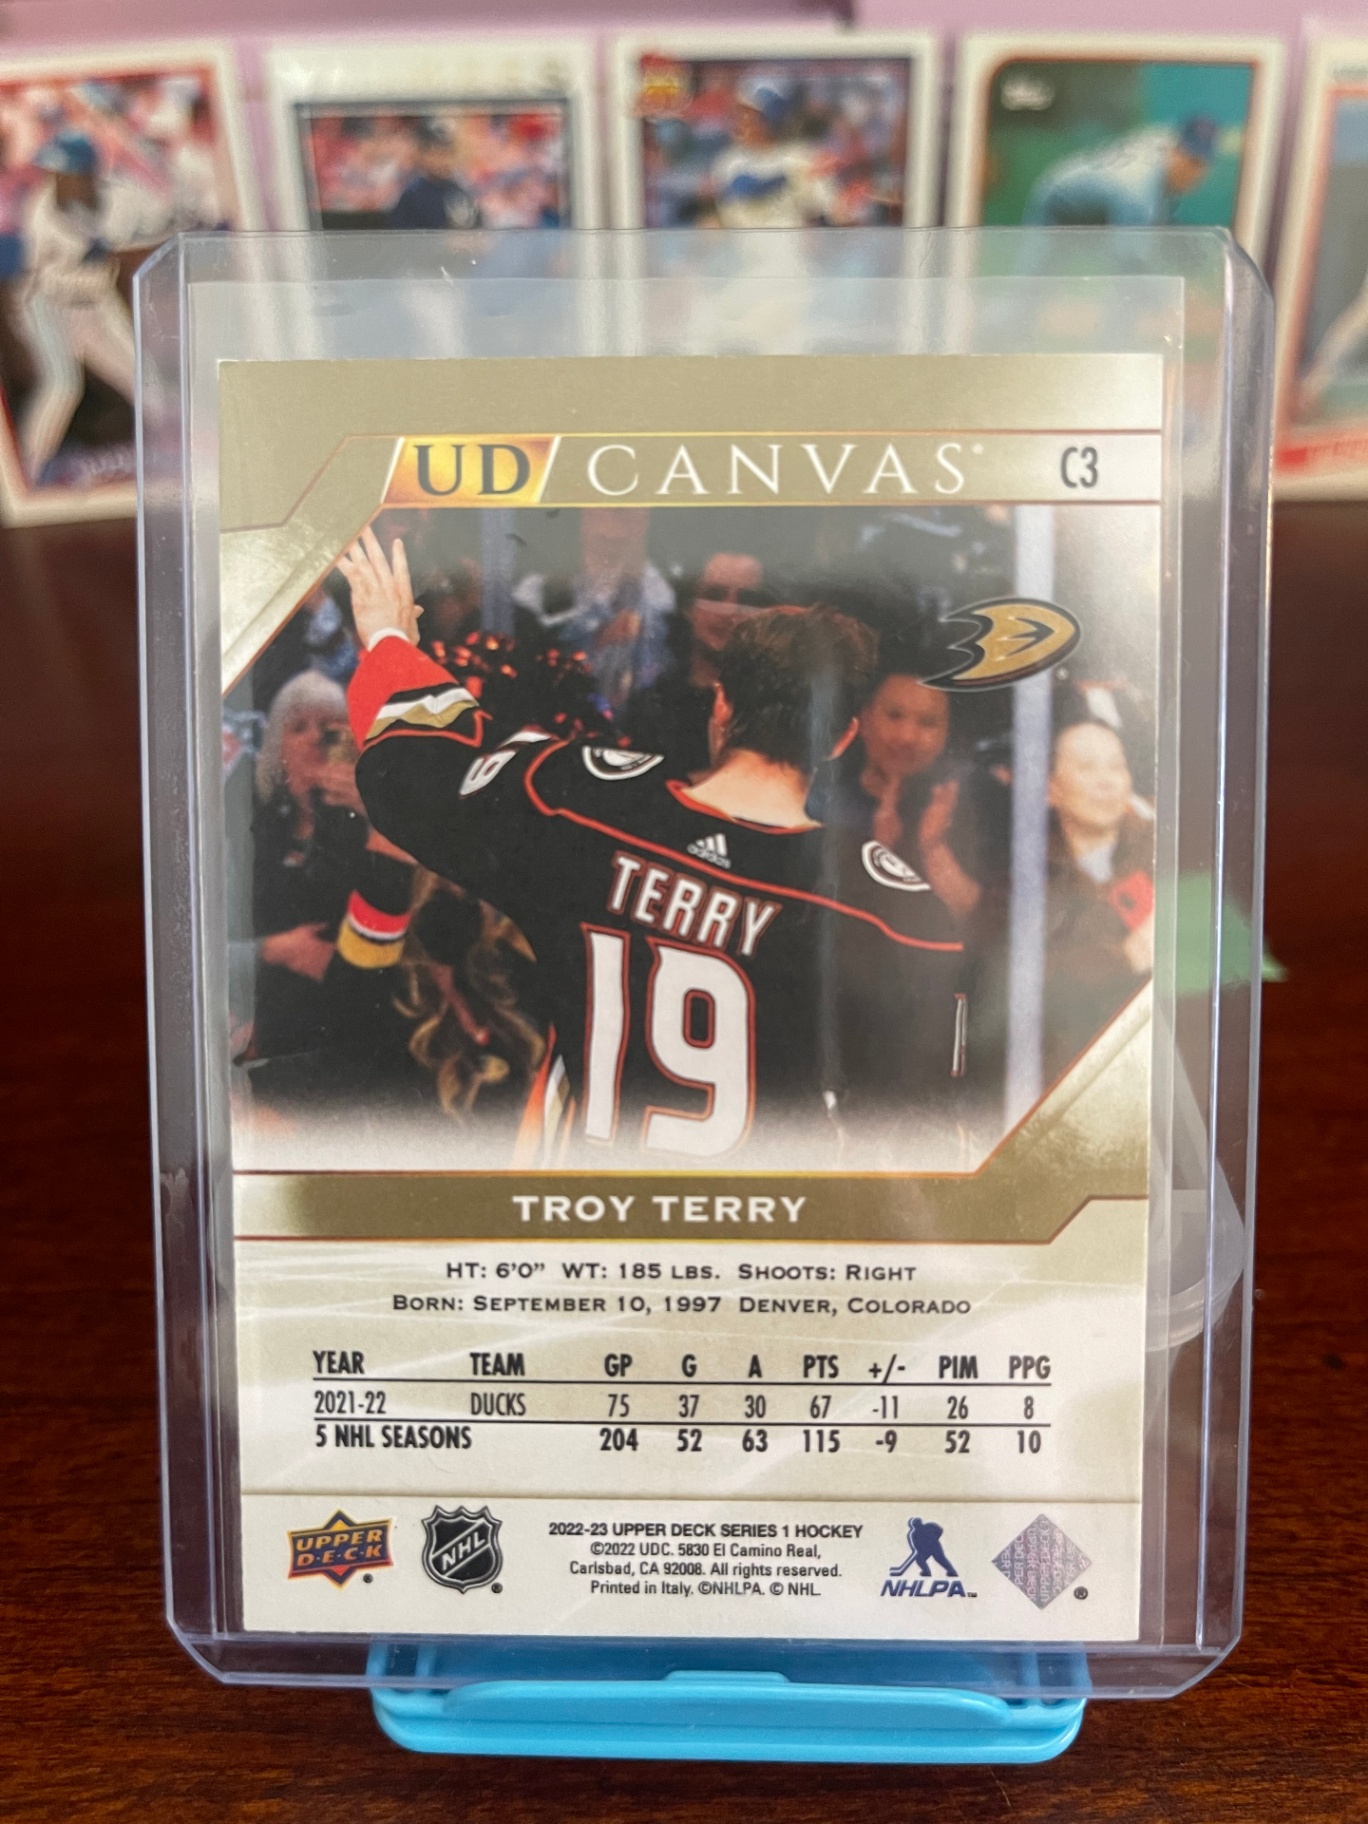 UD CANVAS® C3
adidas
TERRY
19
TROY TERRY
HT: 6'0" WT: 185 LBS. SHOOTS: RIGHT
BORN: SEPTEMBER 10, 1997 DENVER, COLORADO
YEAR TEAM GP G A PTS +/- PIM PPG
2021-22 DUCKS 75 37 30 67 -11 26 8
5 NHL SEASONS 204 52 63 115 -9 52 10
UPPER
D·E·C·K ®
NHL ®
2022-23 UPPER DECK SERIES 1 HOCKEY
©2022 UDC. 5830 El Camino Real,
Carlsbad, CA 92008. All rights reserved.
Printed in Italy. ©NHLPA. © NHL.
NHLPA™
®